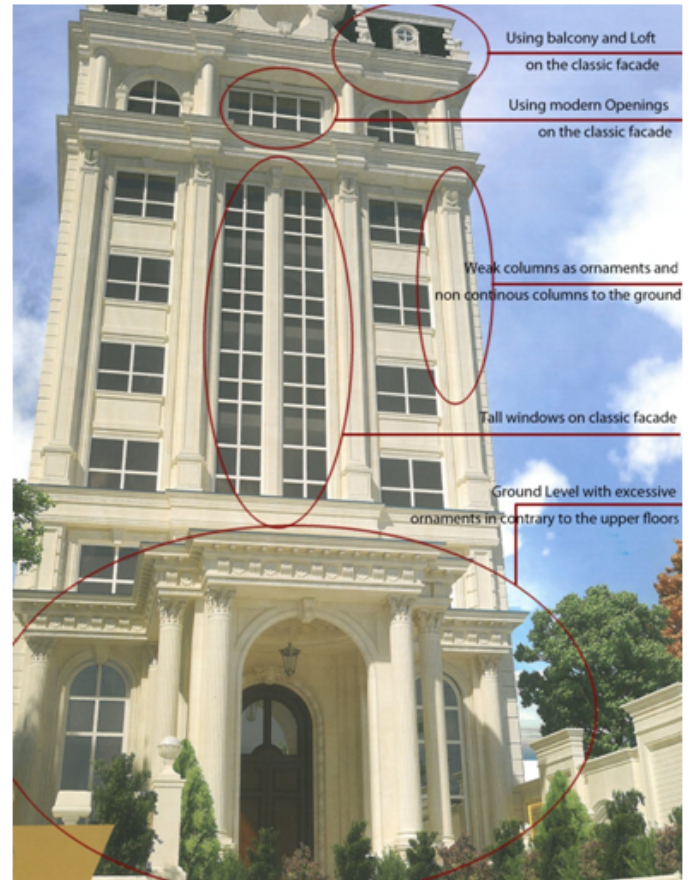 Using balcony and Loft
on the classic facade
Using modern Openings
on the classic facade
Weak columns as ornaments and
non continous columns to the ground
Tall windows on classic facade
Ground Level with excessive
ornaments in contrary to the upper floors